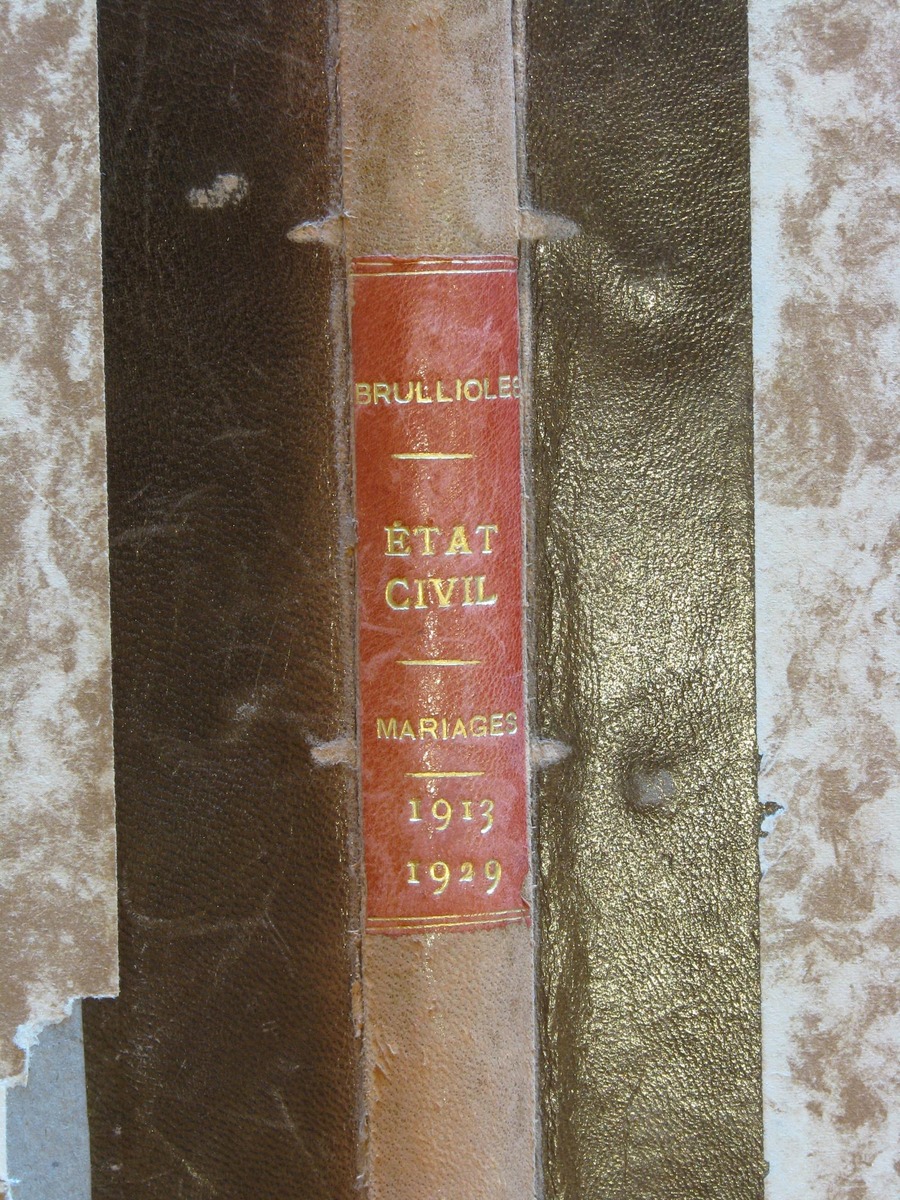 BRULLIOLES
ÉTAT
CIVIL
MARIAGES
1913
1929